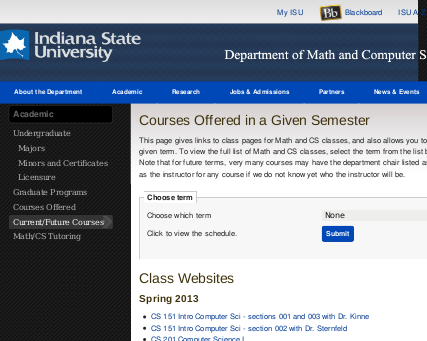 My ISU Blackboard ISU A
Indiana State
University
Department of Math and Computer S
About the Department Academic Research Jobs & Admissions Partners News & Events
Academic
Undergraduate
Majors
Minors and Certificates
Licensure
Graduate Programs
Courses Offered
Current/Future Courses
Math/CS Tutoring
Courses Offered in a Given Semester
This page gives links to class pages for Math and CS classes, and also allows you to
given term. To view the full list of Math and CS classes, select the term from the list b
Note that for future terms, very many courses may have the department chair listed a
as the instructor for any course if we do not know yet who the instructor will be.
Choose term
Choose which term None
Click to view the schedule. Submit
Class Websites
Spring 2013
CS 151 Intro Computer Sci - sections 001 and 003 with Dr. Kinne
CS 151 Intro Computer Sci - section 002 with Dr. Sternfeld
CS 201 Computer Science I